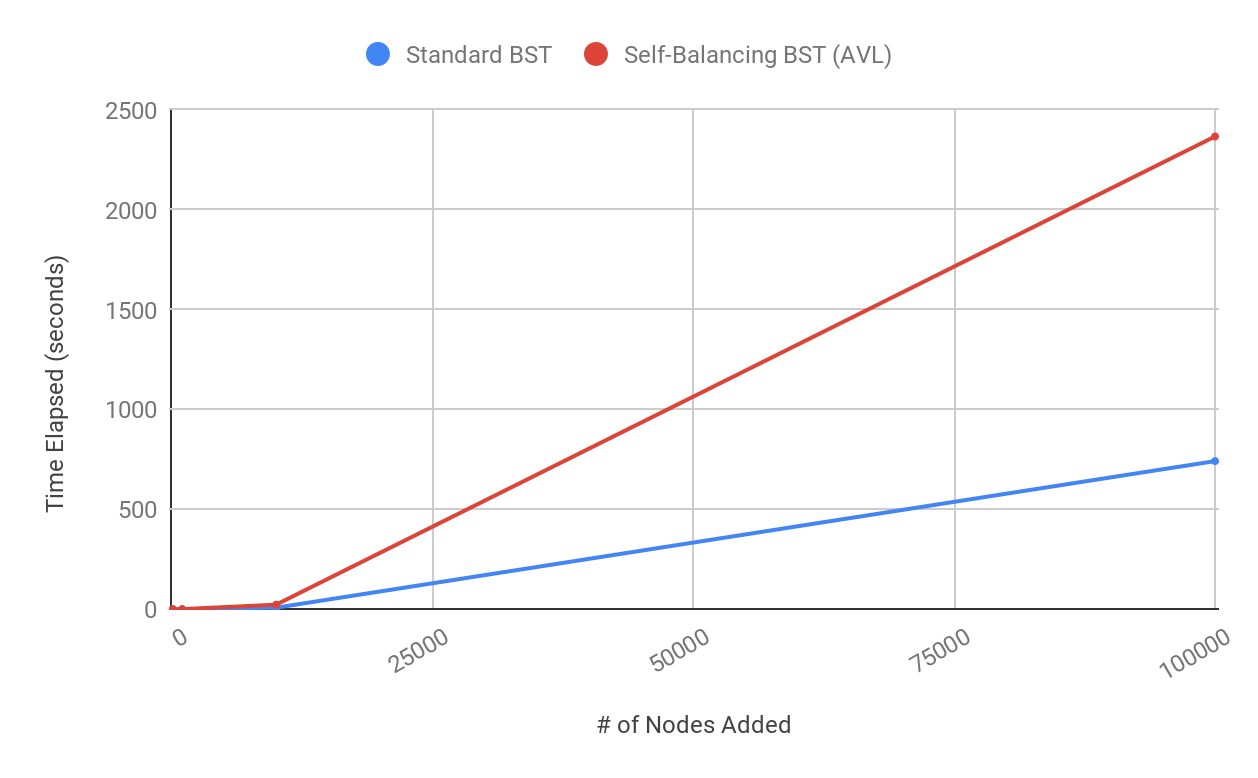 Standard BST
Self-Balancing BST (AVL)
2500
2000
1500
1000
500
0
Time Elapsed (seconds)
0
25000
50000
75000
100000
# of Nodes Added